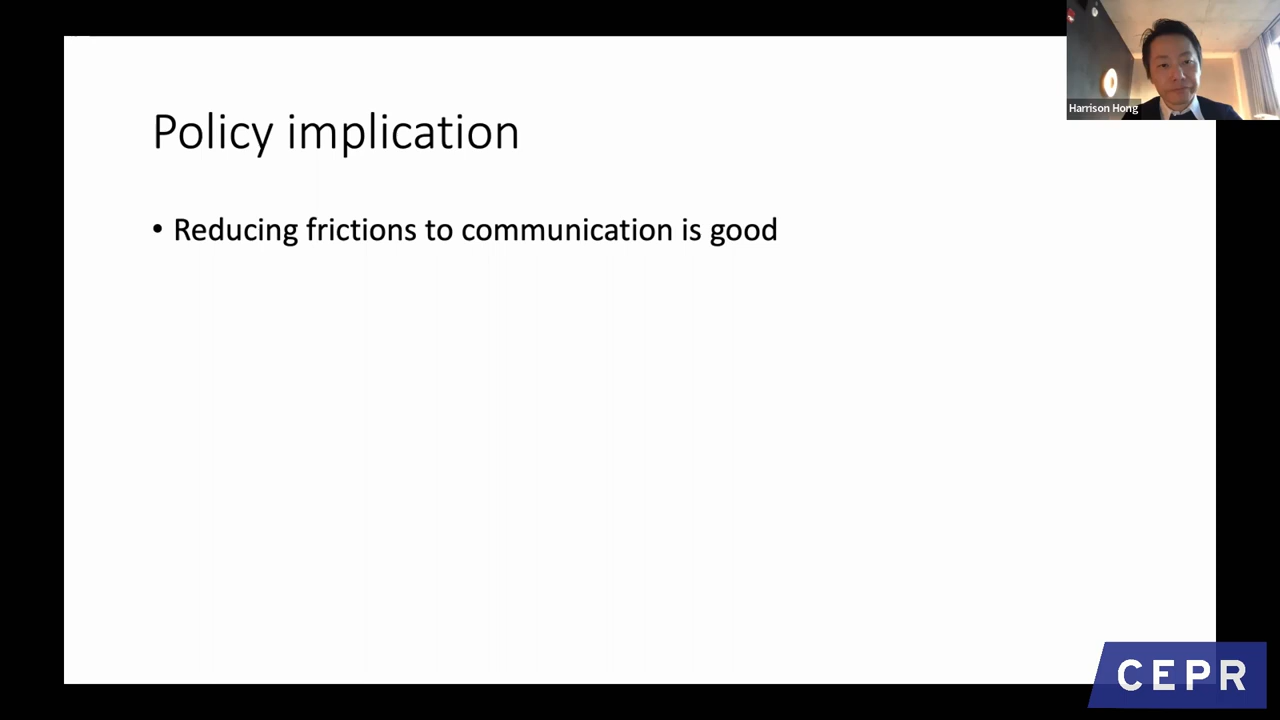 Harrison Hong
Policy implication
• Reducing frictions to communication is good
CEPR